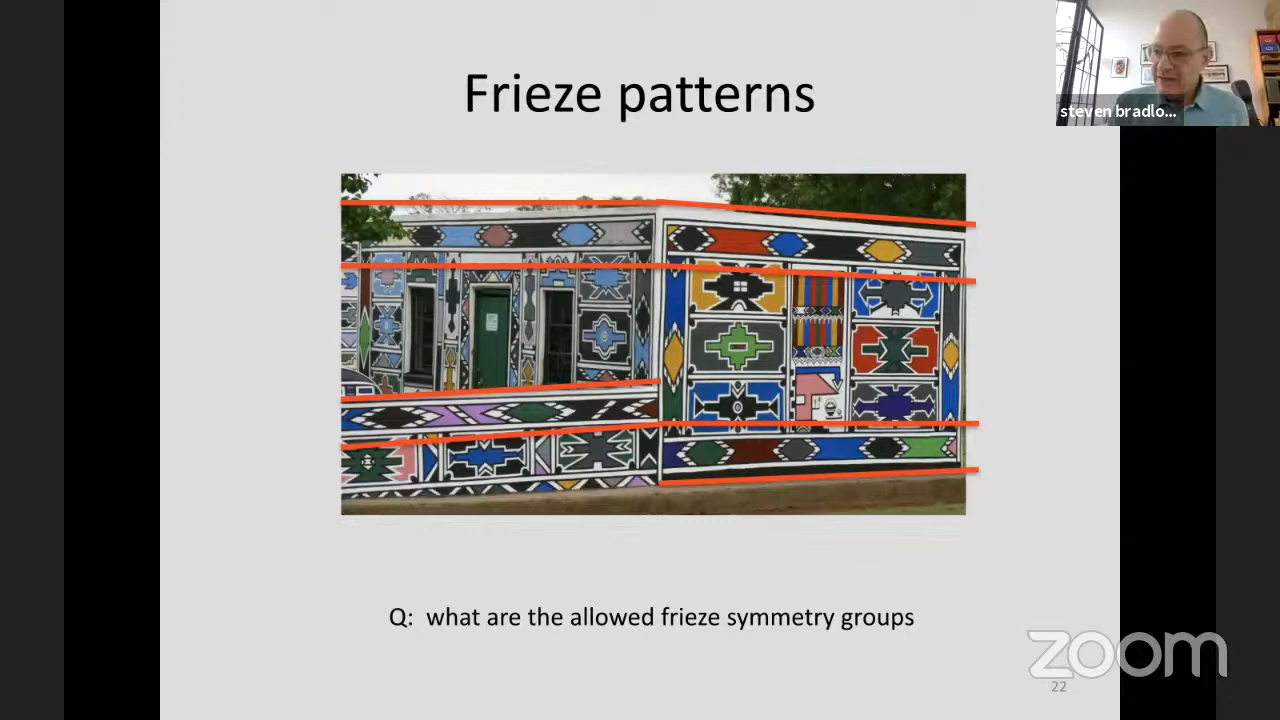 Frieze patterns
steven bradlo...
Q: what are the allowed frieze symmetry groups
zoom
22